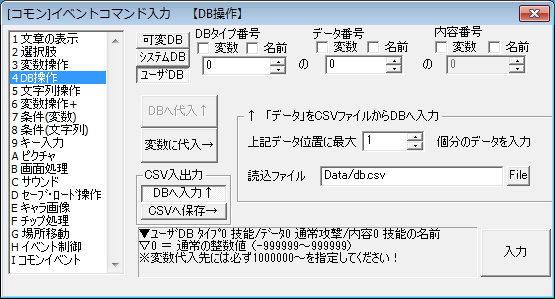 [コモン]イベントコマンド入力 【DB操作】
1 文章の表示
2 選択肢
3 変数操作
4 DB操作
5 文字列操作
6 変数操作+
7 条件(変数)
8 条件(文字列)
9 キー入力
A ピクチャ
B 画面処理
C サウンド
D セーブ・ロード操作
E キャラ画像
F チップ処理
G 場所移動
H イベント制御
I コモンイベント
可変DB
システムDB
ユーザDB
DBタイプ番号
変数 名前
0
の
データ番号
変数 名前
0
の
内容番号
変数 名前
0
DBへ代入↑
変数に代入→
CSV入出力
DBへ入力↑
CSVへ保存→
↑ 「データ」をCSVファイルからDBへ入力
上記データ位置に最大 1 個分のデータを入力
読込ファイル Data/db.csv File
▼ユーザDB タイプ0 技能/データ0 通常攻撃/内容0 技能の名前
▽0 = 通常の整数値 (-999999~999999)
※変数代入先には必ず1000000~を指定してください!
入力